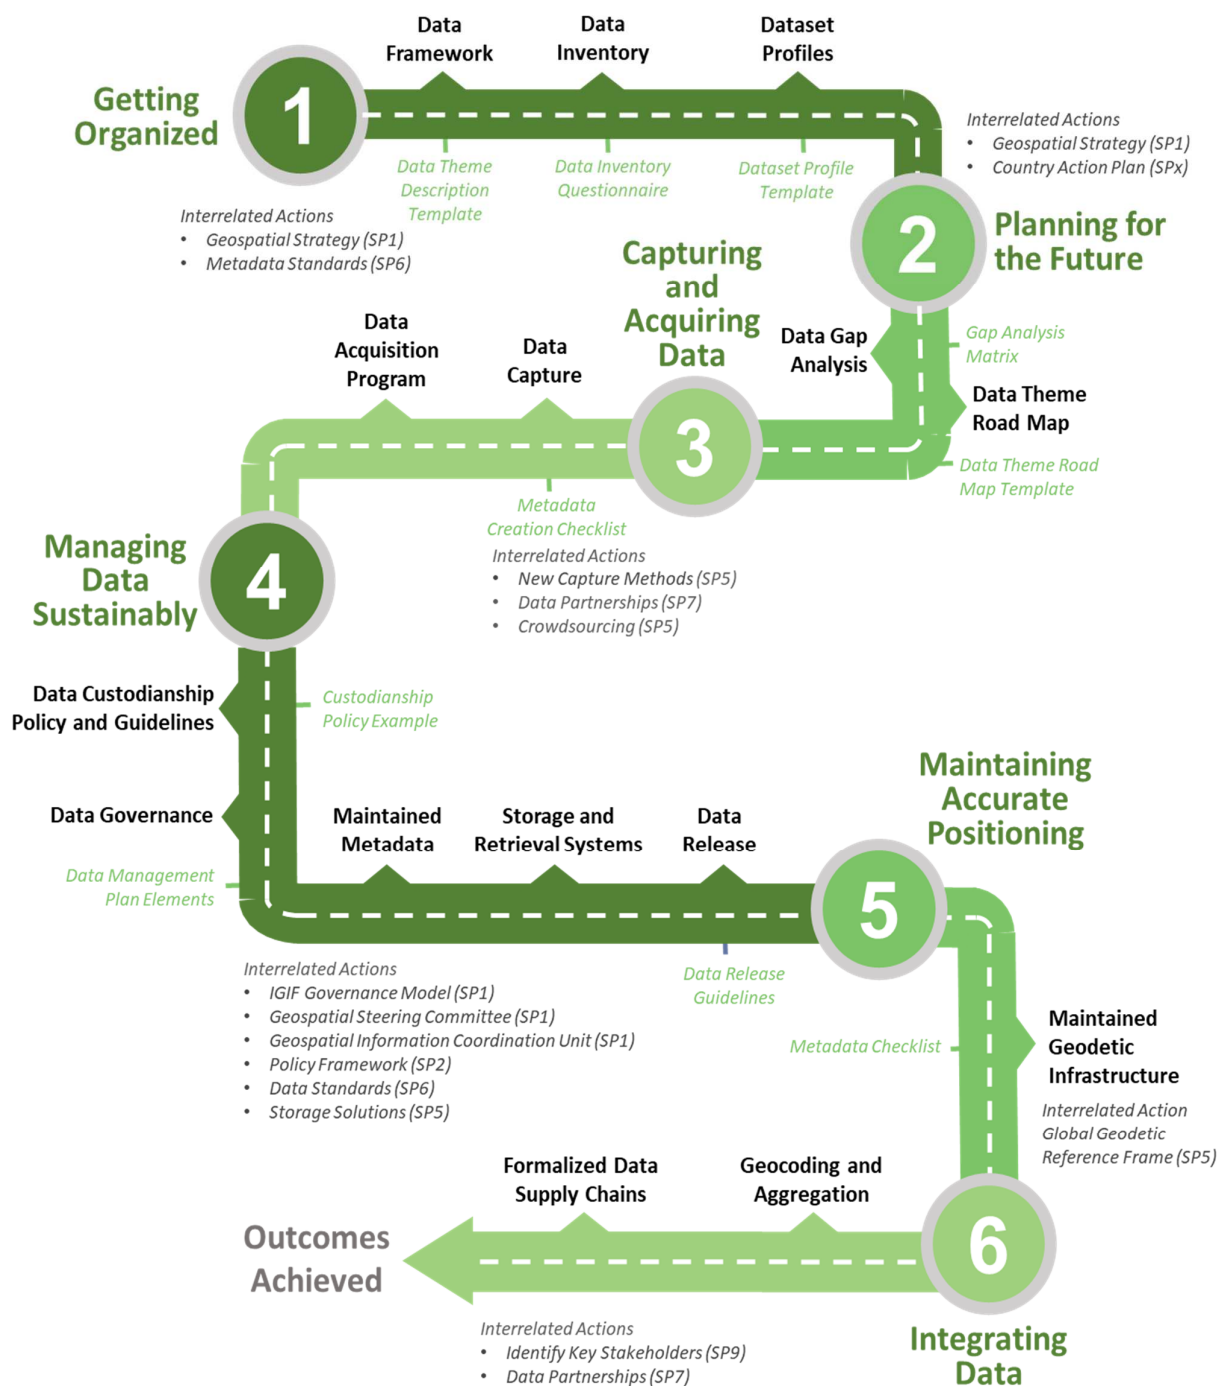 Getting
Organized
1
Data
Framework
Data
Inventory
Dataset
Profiles
Data Theme
Description
Template
Data Inventory
Questionnaire
Dataset Profile
Template
Interrelated Actions
• Geospatial Strategy (SP1)
• Metadata Standards (SP6)
Interrelated Actions
• Geospatial Strategy (SP1)
• Country Action Plan (SPx)
2
Planning for
the Future
Data Gap
Analysis
Gap Analysis
Matrix
Data Theme
Road Map
Data Theme Road
Map Template
Capturing
and
Acquiring
Data
3
Data
Capture
Data
Acquisition
Program
Metadata
Creation Checklist
Interrelated Actions
• New Capture Methods (SP5)
• Data Partnerships (SP7)
• Crowdsourcing (SP5)
Managing
Data
Sustainably
4
Data Custodianship
Policy and Guidelines
Custodianship
Policy Example
Data Governance
Data Management
Plan Elements
Maintained
Metadata
Storage and
Retrieval Systems
Data
Release
Data Release
Guidelines
Interrelated Actions
• IGIF Governance Model (SP1)
• Geospatial Steering Committee (SP1)
• Geospatial Information Coordination Unit (SP1)
• Policy Framework (SP2)
• Data Standards (SP6)
• Storage Solutions (SP5)
Maintaining
Accurate
Positioning
5
Metadata Checklist
Maintained
Geodetic
Infrastructure
Interrelated Action
Global Geodetic
Reference Frame (SP5)
6
Integrating
Data
Geocoding and
Aggregation
Formalized Data
Supply Chains
Interrelated Actions
• Identify Key Stakeholders (SP9)
• Data Partnerships (SP7)
Outcomes
Achieved